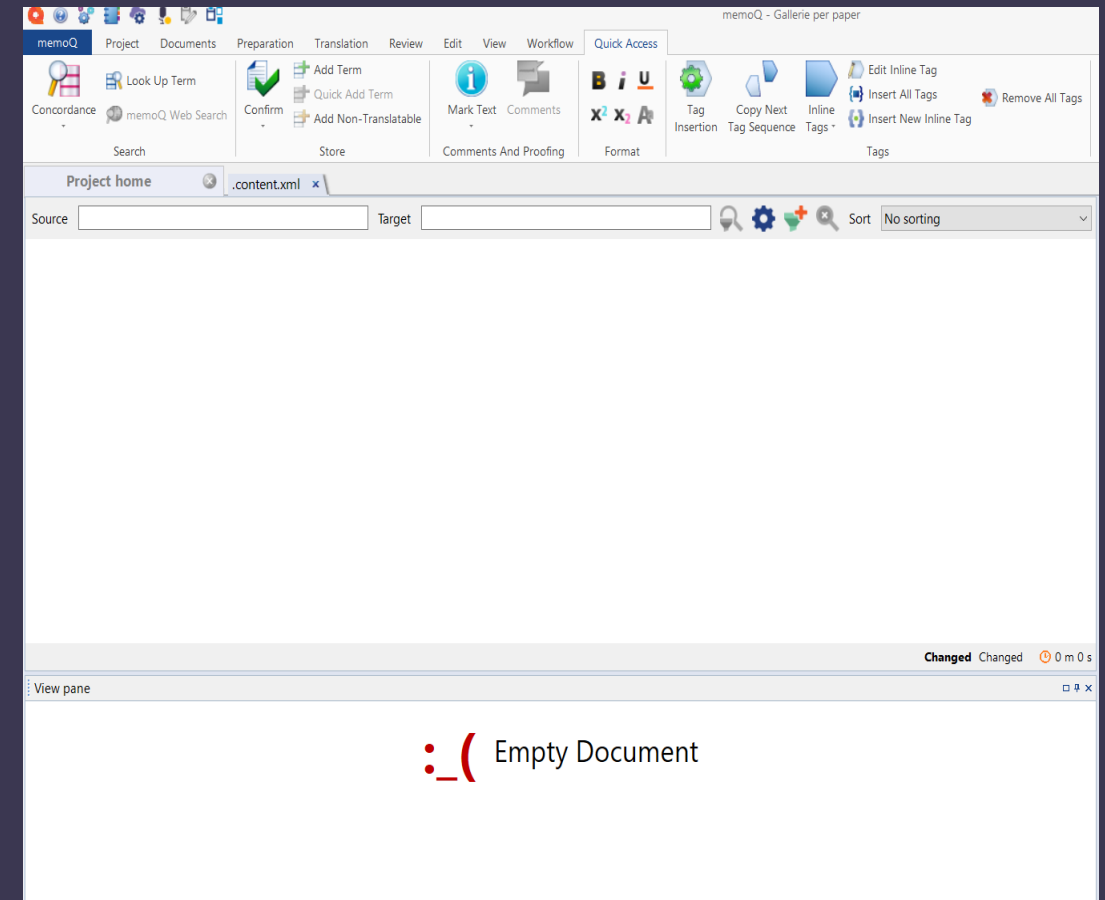 memoQ - Gallerie per paper
memoQ Project Documents Preparation Translation Review Edit View Workflow Quick Access
Concordance
Look Up Term
memoQ Web Search
Search
Confirm
Add Term
Quick Add Term
Add Non-Translatable
Store
Mark Text
Comments
Comments And Proofing
B i U
X² X₂ A
Format
Tag
Insertion
Copy Next
Tag Sequence
Inline
Tags
Edit Inline Tag
Insert All Tags
Insert New Inline Tag
Remove All Tags
Tags
Project home .content.xml x
Source Target Sort No sorting
Changed Changed 0 m 0 s
View pane
:_( Empty Document